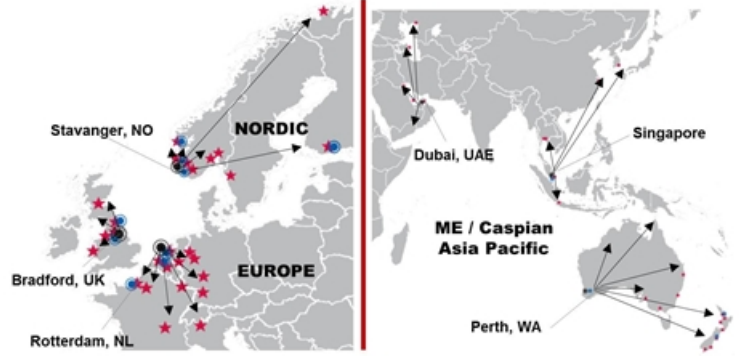 Stavanger, NO
NORDIC
Bradford, UK
EUROPE
Rotterdam, NL
Dubai, UAE
Singapore
ME / Caspian
Asia Pacific
Perth, WA